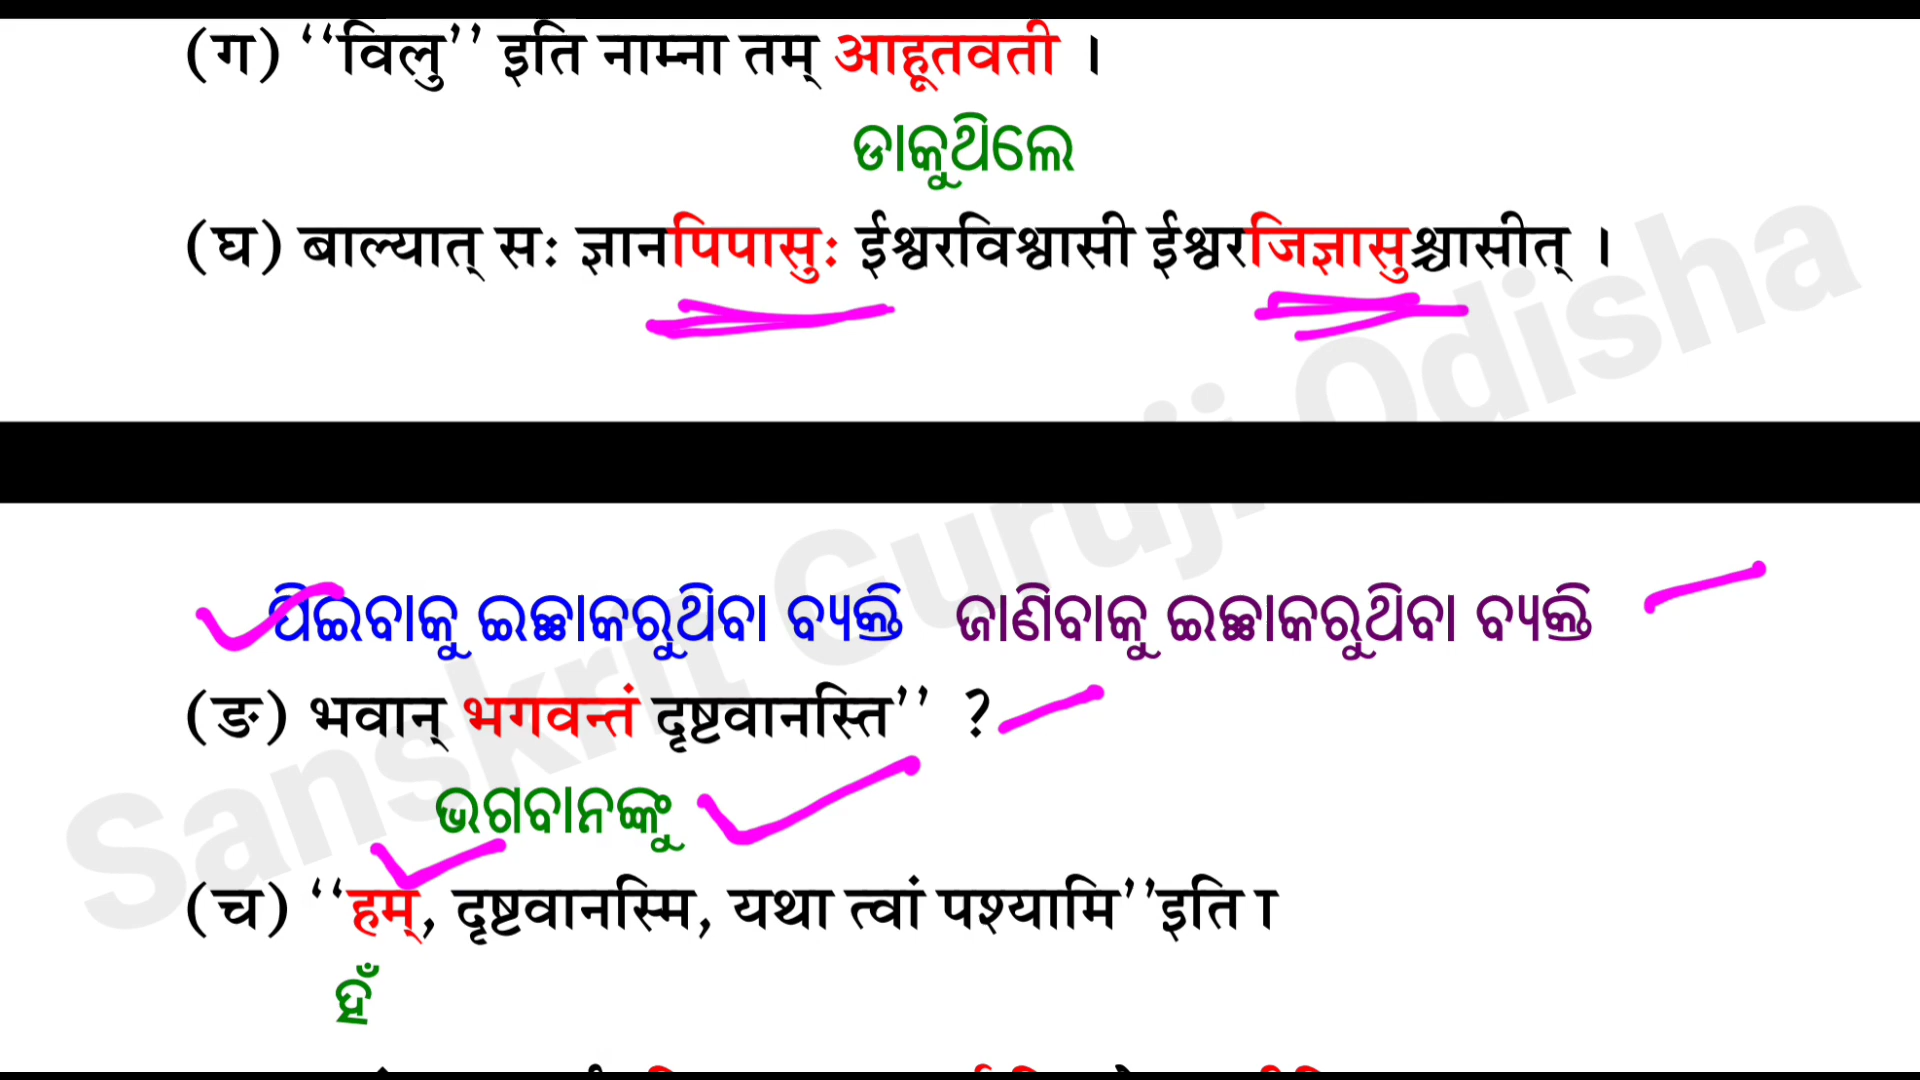 (ग) ‘‘विलु’’ इति नाम्ना तम् आहूतवती ।
ଡାକୁଥିଲେ
(घ) बाल्यात् सः ज्ञानपिपासुः ईश्वरविश्वासी ईश्वरजिज्ञासुश्चासीत् ।
ପିଇବାକୁ ଇଚ୍ଛାକରୁଥିବା ବ୍ୟକ୍ତି ଜାଣିବାକୁ ଇଚ୍ଛାକରୁଥିବା ବ୍ୟକ୍ତି
(ङ) भवान् भगवन्तं दृष्टवानस्ति’’ ?
ଭଗବାନଙ୍କୁ
(च) ‘‘हम्, दृष्टवानस्मि, यथा त्वां पश्यामि’’इति ।
ହଁ
Sanskrit Guruji Odisha